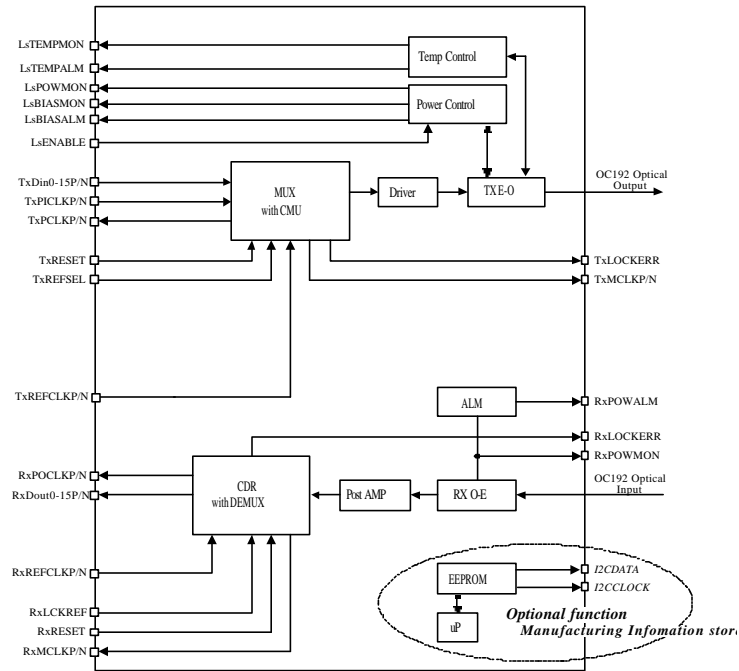 LsTEMPMON
LsTEMPALM
LsPOWMON
LsBIASMON
LsBIASALM
LsENABLE
Temp Control
Power Control
TxDin0-15P/N
TxPICLKP/N
TxPCLKP/N
MUX
with CMU
Driver
TX E-O
OC192 Optical
Output
TxRESET
TxREFSEL
TxLOCKERR
TxMCLKP/N
TxREFCLKP/N
ALM
RxPOWALM
RxLOCKERR
RxPOWMON
RxPOCLKP/N
RxDout0-15P/N
CDR
with DEMUX
Post AMP
RX O-E
OC192 Optical
Input
RxREFCLKP/N
RxLCKREF
RxRESET
RxMCLKP/N
EEPROM
I2CDATA
I2CCLOCK
uP
Optional function
Manufacturing Infomation store